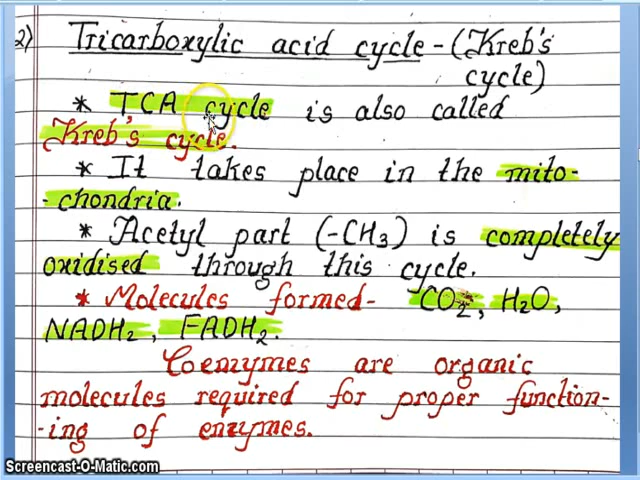 2) Tricarboxylic acid cycle - (Kreb's
cycle)
* TCA cycle is also called
Kreb's cycle.
* It takes place in the mito-
-chondria.
* Acetyl part (-CH3) is completely
oxidised through this cycle.
* Molecules formed- CO2, H2O,
NADH2, FADH2.
Coenzymes are organic
molecules required for proper function-
-ing of enzymes.
Screencast-O-Matic.com